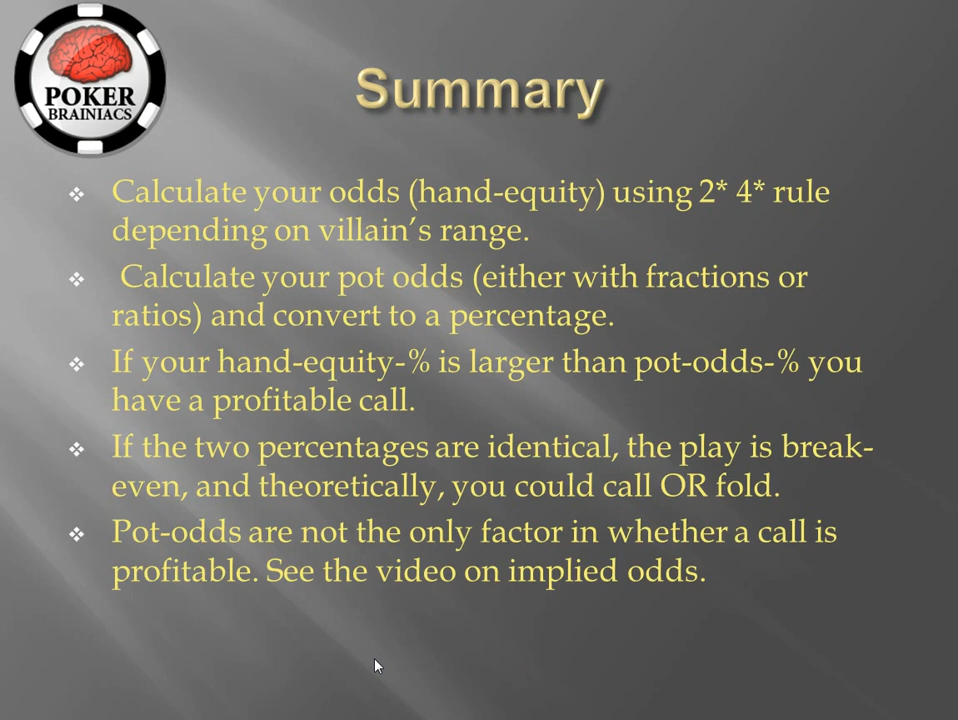 POKER
BRAINIACS
Summary
Calculate your odds (hand-equity) using 2* 4* rule
depending on villain's range.
Calculate your pot odds (either with fractions or
ratios) and convert to a percentage.
If your hand-equity-% is larger than pot-odds-% you
have a profitable call.
If the two percentages are identical, the play is break-
even, and theoretically, you could call OR fold.
Pot-odds are not the only factor in whether a call is
profitable. See the video on implied odds.